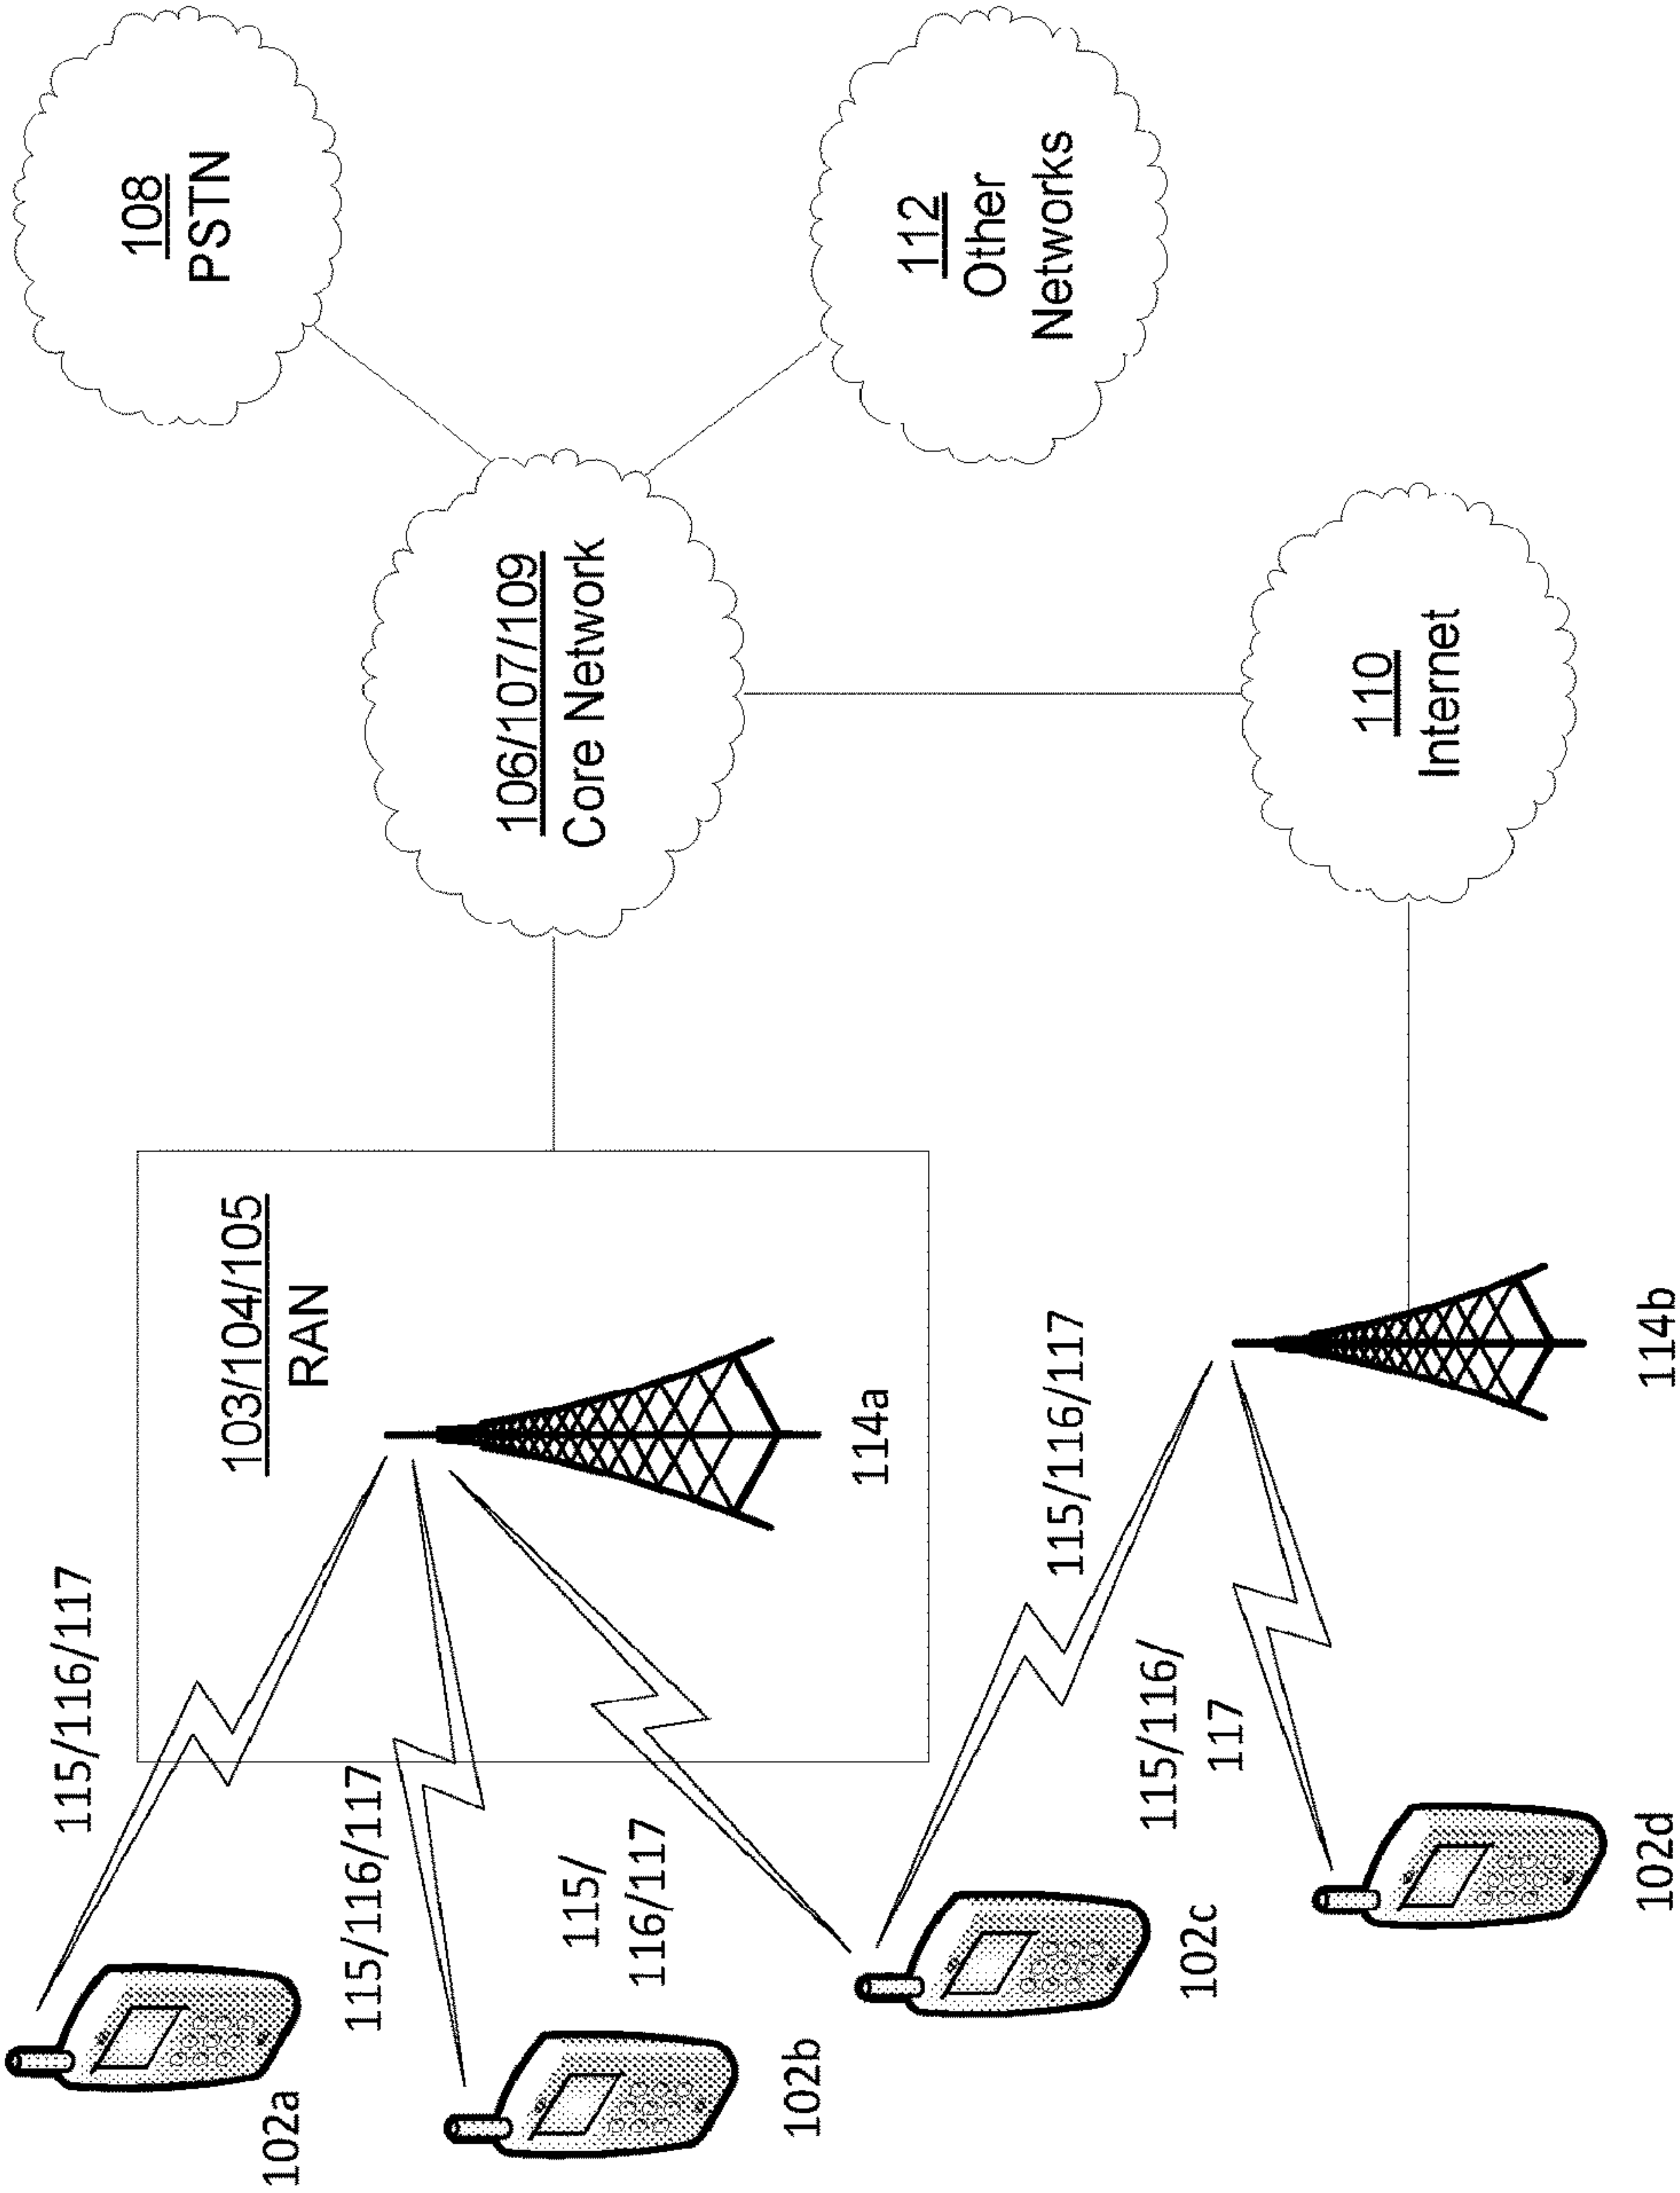 102a
115/116/117
103/104/105
RAN
108
PSTN
102b
115/116/117
106/107/109
Core Network
115/
116/117
114a
112
Other
Networks
102c
115/116/117
115/116/
117
110
Internet
102d
114b